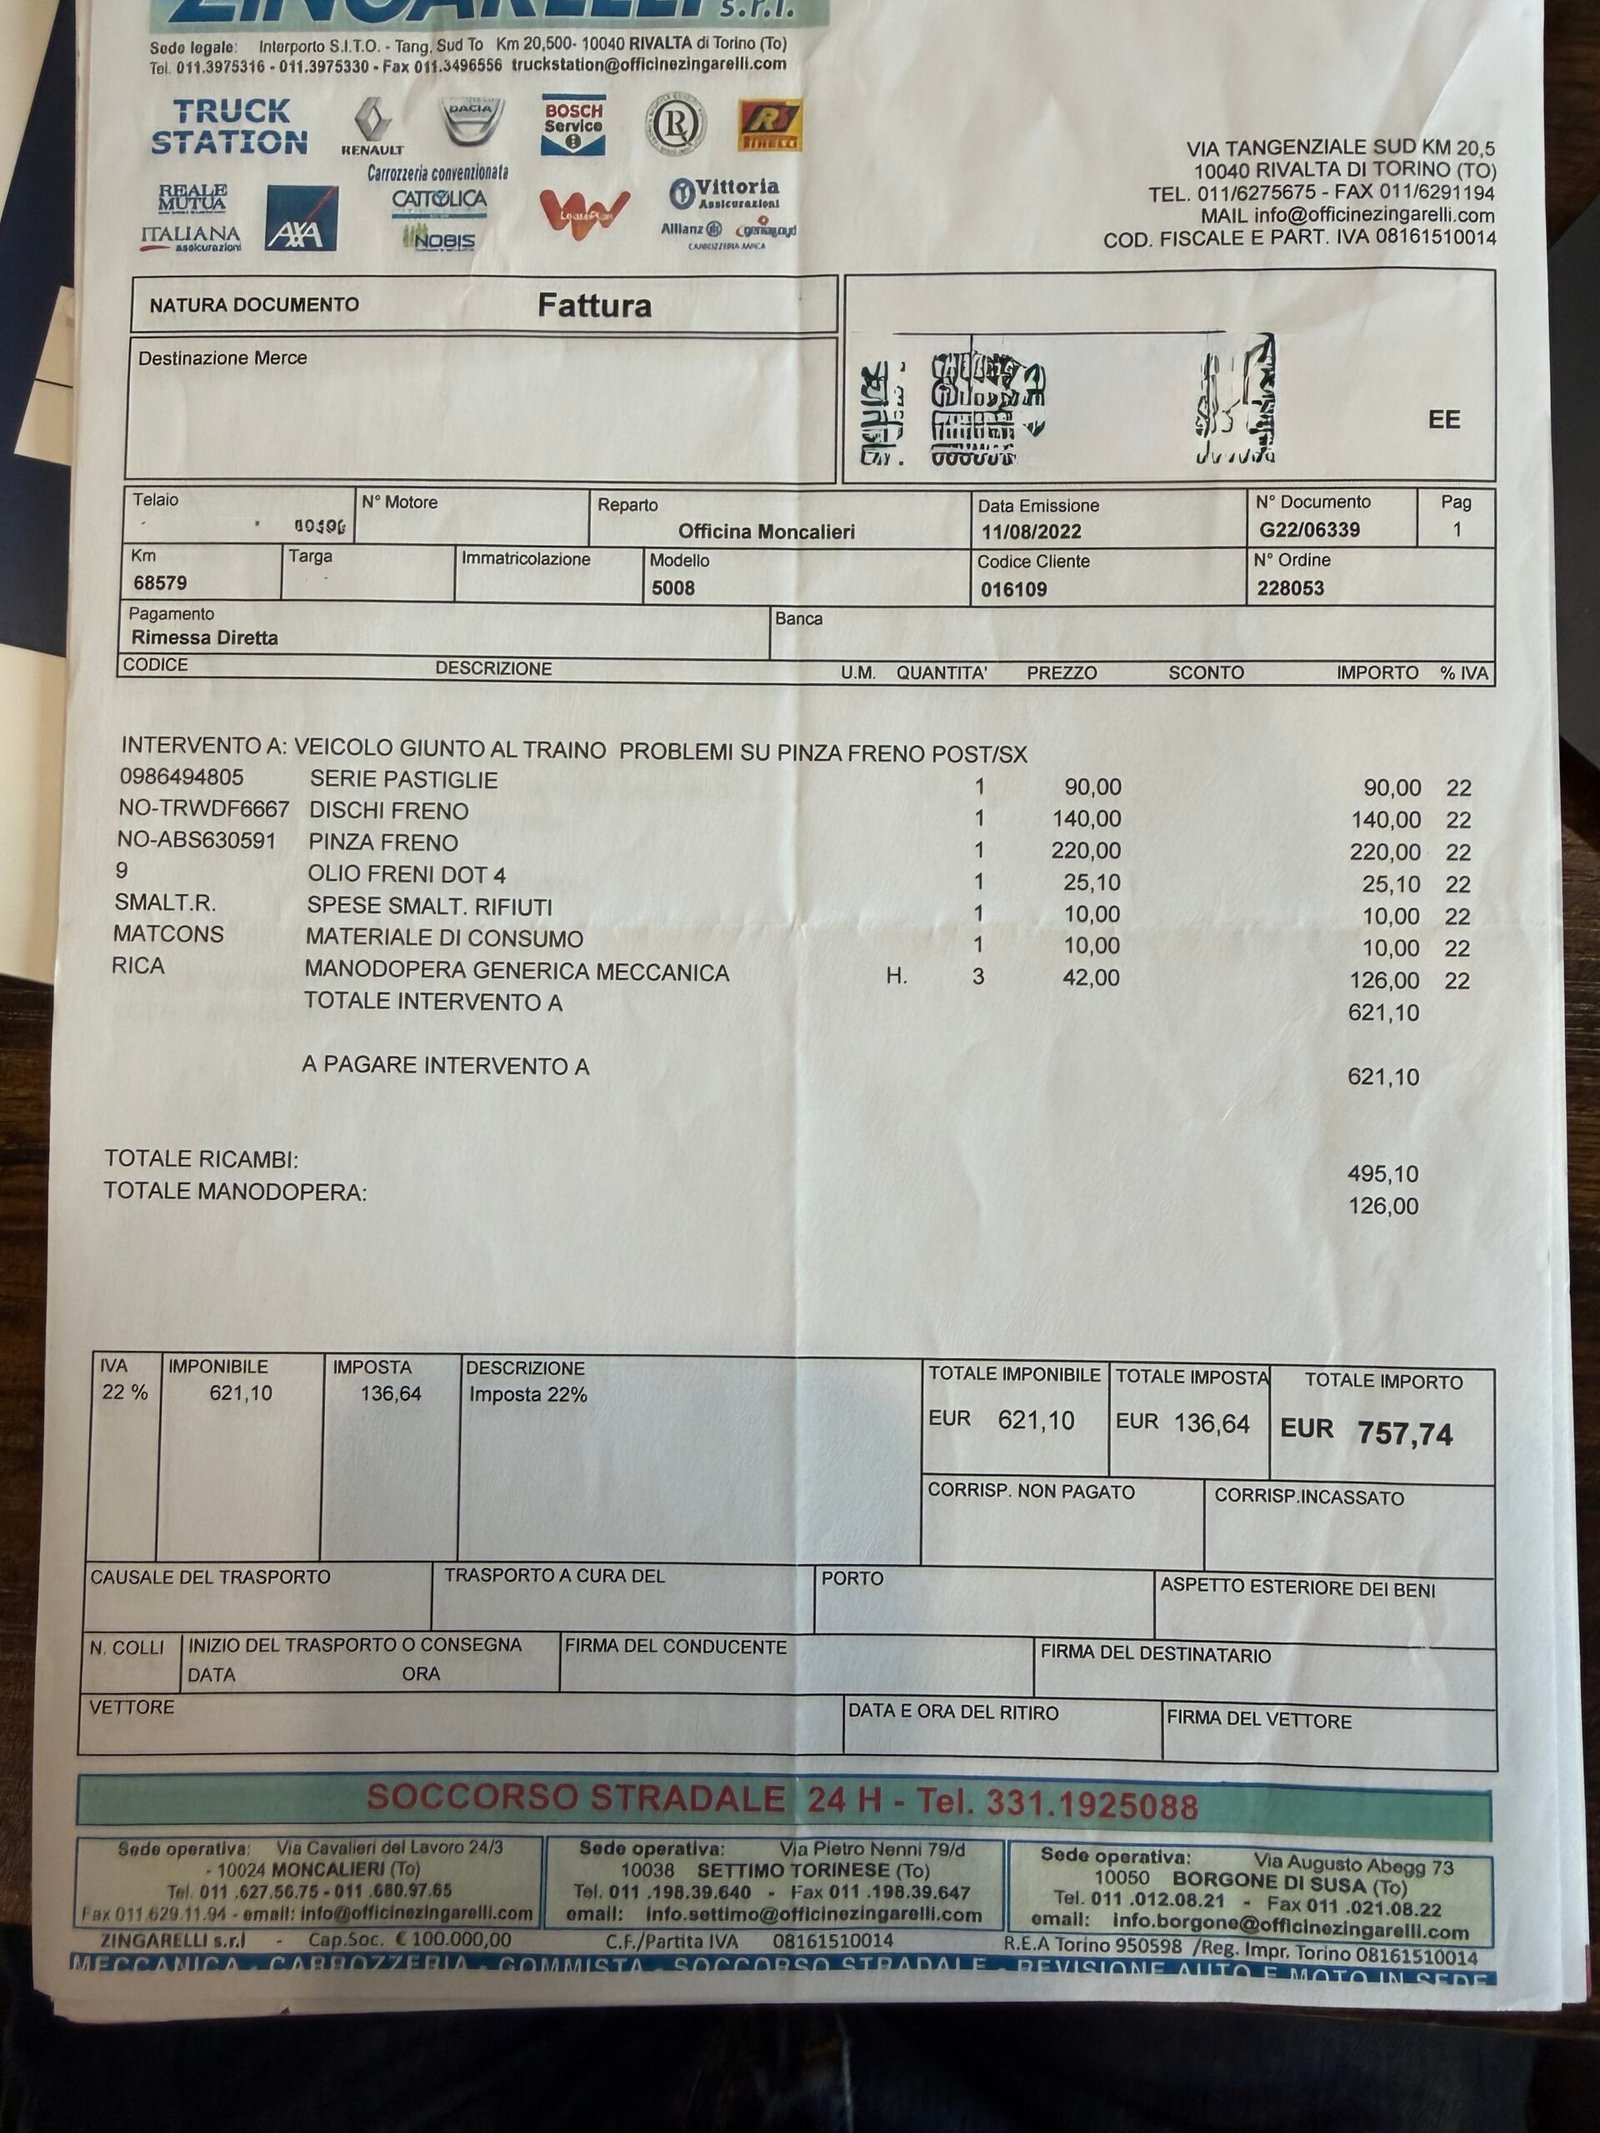 ZINGARELLI s.r.l.
Sede legale: Interporto S.I.T.O. - Tang. Sud To Km 20,500- 10040 RIVALTA di Torino (To)
Tel. 011.3975316 - 011.3975330 - Fax 011.3496556 truckstation@officinezingarelli.com
TRUCK STATION
RENAULT
DACIA
BOSCH Service
PIRELLI
Carrozzeria convenzionata
REALE MUTUA
AXA
CATTOLICA
Vittoria Assicurazioni
ITALIANA assicurazioni
NOBIS
Allianz
VIA TANGENZIALE SUD KM 20,5
10040 RIVALTA DI TORINO (TO)
TEL. 011/6275675 - FAX 011/6291194
MAIL info@officinezingarelli.com
COD. FISCALE E PART. IVA 08161510014
NATURA DOCUMENTO Fattura
Destinazione Merce
EE
Telaio N° Motore Reparto Data Emissione N° Documento Pag
Officina Moncalieri 11/08/2022 G22/06339 1
Km Targa Immatricolazione Modello Codice Cliente N° Ordine
68579 5008 016109 228053
Pagamento Banca
Rimessa Diretta
CODICE DESCRIZIONE U.M. QUANTITA' PREZZO SCONTO IMPORTO % IVA
INTERVENTO A: VEICOLO GIUNTO AL TRAINO PROBLEMI SU PINZA FRENO POST/SX
0986494805 SERIE PASTIGLIE 1 90,00 90,00 22
NO-TRWDF6667 DISCHI FRENO 1 140,00 140,00 22
NO-ABS630591 PINZA FRENO 1 220,00 220,00 22
9 OLIO FRENI DOT 4 1 25,10 25,10 22
SMALT.R. SPESE SMALT. RIFIUTI 1 10,00 10,00 22
MATCONS MATERIALE DI CONSUMO 1 10,00 10,00 22
RICA MANODOPERA GENERICA MECCANICA H. 3 42,00 126,00 22
TOTALE INTERVENTO A 621,10
A PAGARE INTERVENTO A 621,10
TOTALE RICAMBI: 495,10
TOTALE MANODOPERA: 126,00
IVA IMPONIBILE IMPOSTA DESCRIZIONE TOTALE IMPONIBILE TOTALE IMPOSTA TOTALE IMPORTO
22 % 621,10 136,64 Imposta 22% EUR 621,10 EUR 136,64 EUR 757,74
CORRISP. NON PAGATO CORRISP.INCASSATO
CAUSALE DEL TRASPORTO TRASPORTO A CURA DEL PORTO ASPETTO ESTERIORE DEI BENI
N. COLLI INIZIO DEL TRASPORTO O CONSEGNA FIRMA DEL CONDUCENTE FIRMA DEL DESTINATARIO
DATA ORA
VETTORE DATA E ORA DEL RITIRO FIRMA DEL VETTORE
SOCCORSO STRADALE 24 H - Tel. 331.1925088
Sede operativa: Via Cavalieri del Lavoro 24/3
- 10024 MONCALIERI (To)
Tel. 011 .627.56.75 - 011 .680.97.65
Fax 011.629.11.94 - email: info@officinezingarelli.com
Sede operativa: Via Pietro Nenni 79/d
10038 SETTIMO TORINESE (To)
Tel. 011 .198.39.640 - Fax 011 .198.39.647
email: info.settimo@officinezingarelli.com
Sede operativa: Via Augusto Abegg 73
10050 BORGONE DI SUSA (To)
Tel. 011 .012.08.21 - Fax 011 .021.08.22
email: info.borgone@officinezingarelli.com
ZINGARELLI s.r.l - Cap.Soc. € 100.000,00 C.F./Partita IVA 08161510014 R.E.A Torino 950598 /Reg. Impr. Torino 08161510014
MECCANICA - CARROZZERIA - GOMMISTA - SOCCORSO STRADALE - REVISIONE AUTO E MOTO IN SEDE